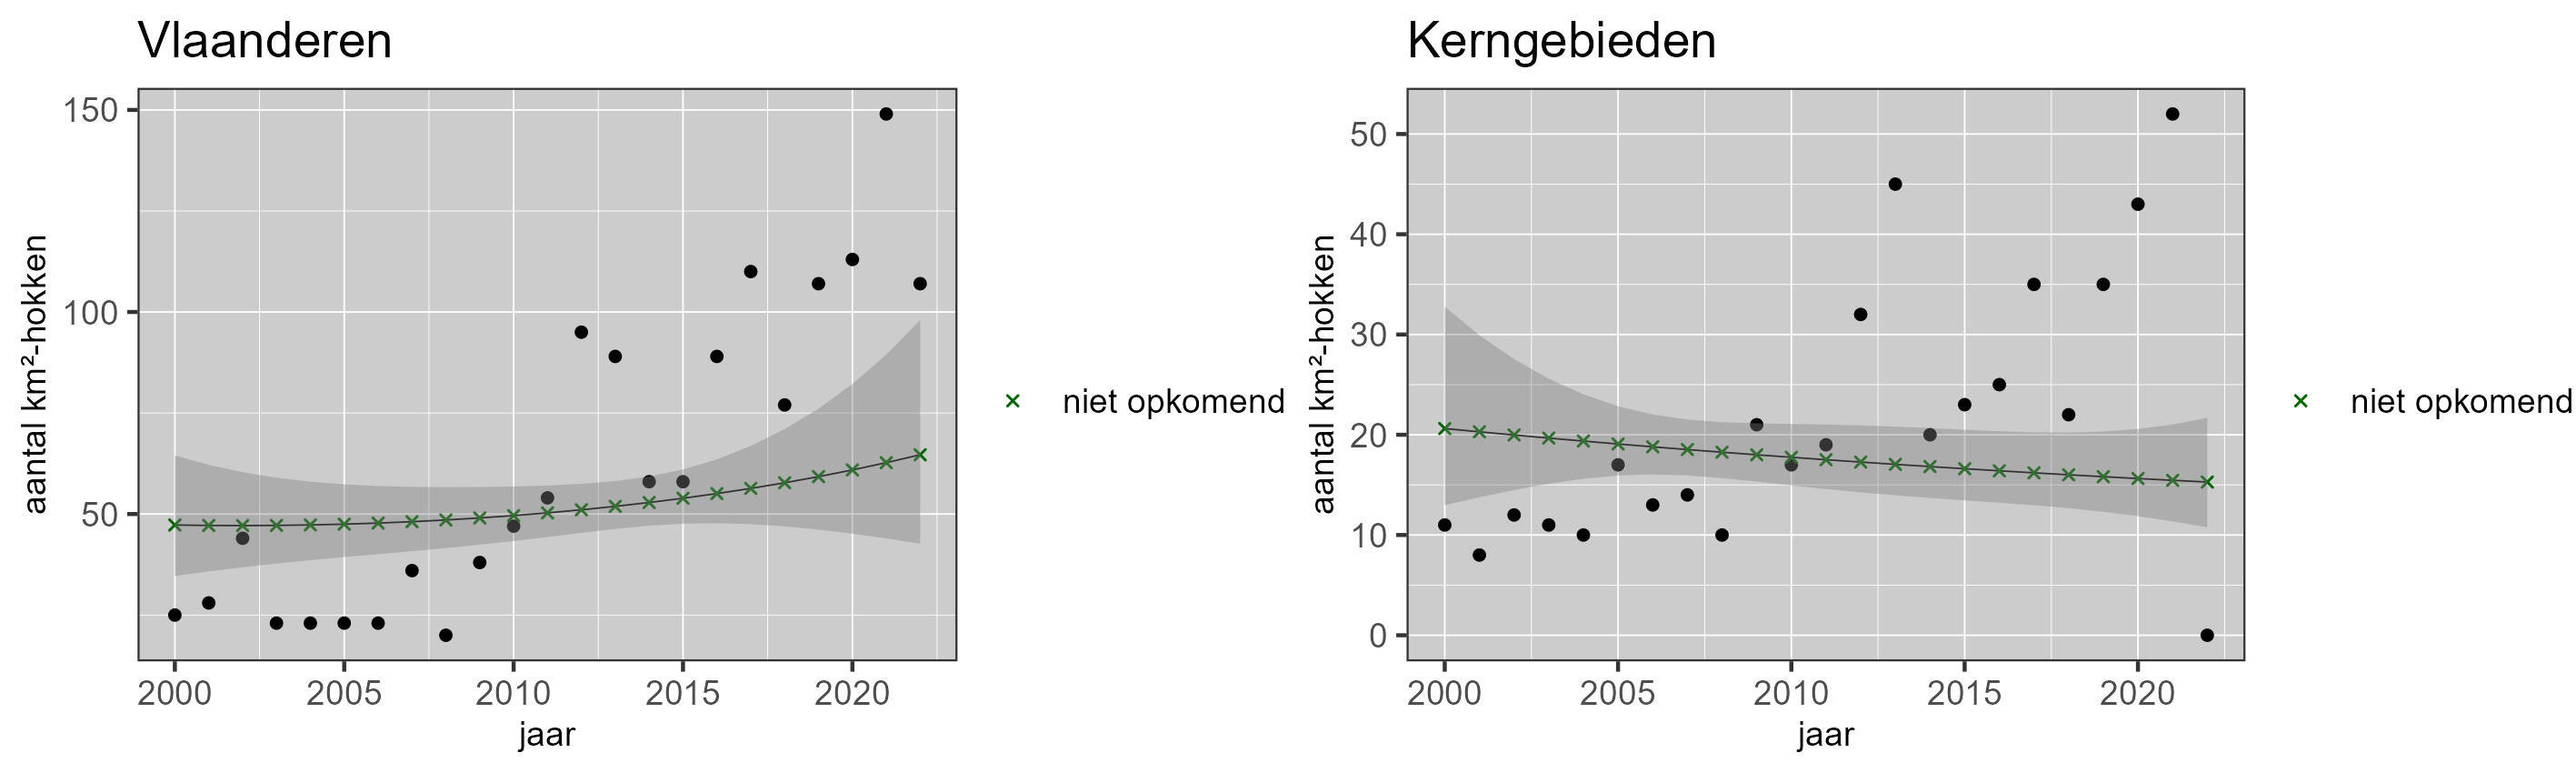 Vlaanderen
aantal km²-hokken
150
100
50
2000 2005 2010 2015 2020
jaar
niet opkomend
Kerngebieden
aantal km²-hokken
50
40
30
20
10
0
2000 2005 2010 2015 2020
jaar
niet opkomend